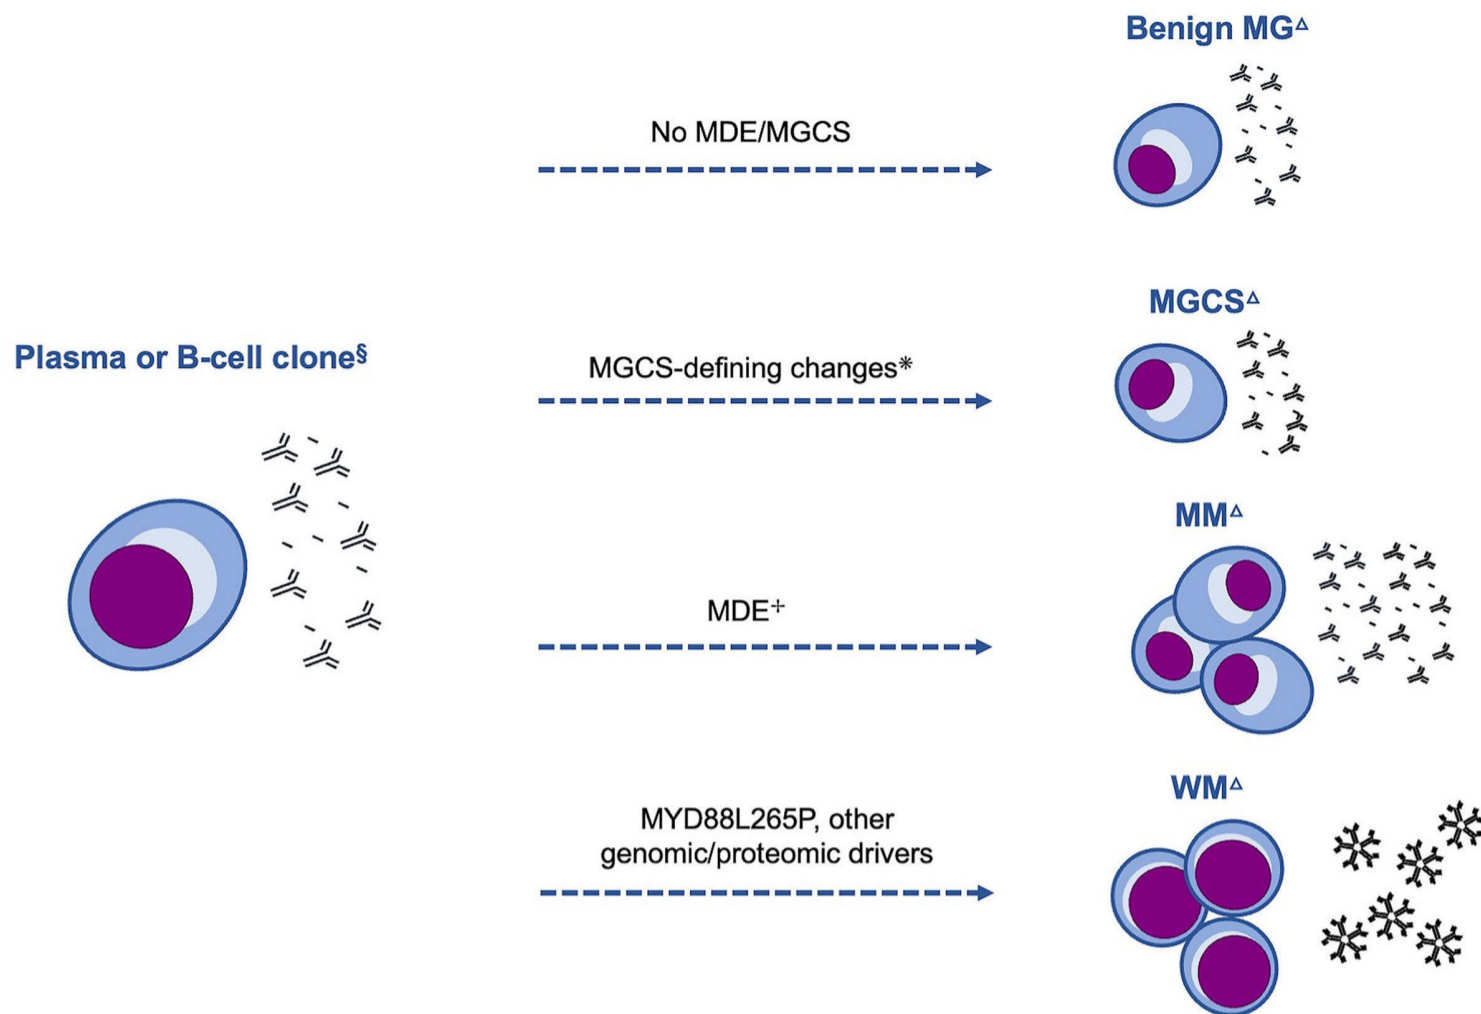 Benign MG△
No MDE/MGCS
MGCS△
Plasma or B-cell clone§
MGCS-defining changes*
MM△
MDE+
WM△
MYD88L265P, other
genomic/proteomic drivers